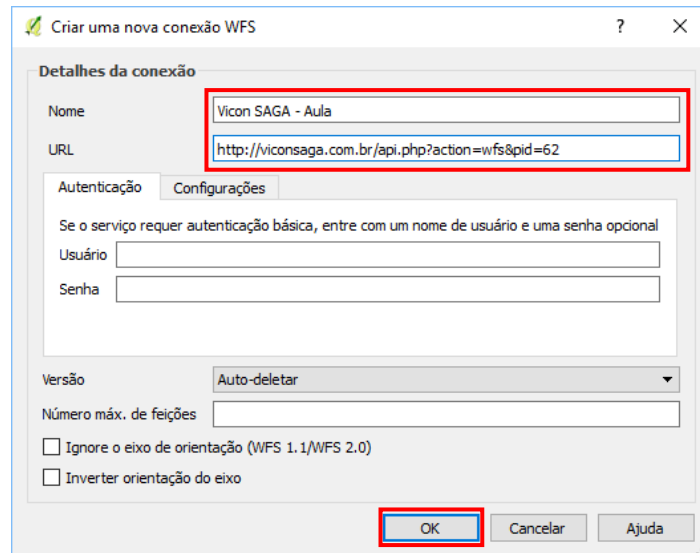 Criar uma nova conexão WFS
Detalhes da conexão
Nome Vicon SAGA - Aula
URL http://viconsaga.com.br/api.php?action=wfs&pid=62
Autenticação Configurações
Se o serviço requer autenticação básica, entre com um nome de usuário e uma senha opcional
Usuário
Senha
Versão Auto-deletar
Número máx. de feições
Ignore o eixo de orientação (WFS 1.1/WFS 2.0)
Inverter orientação do eixo
OK Cancelar Ajuda